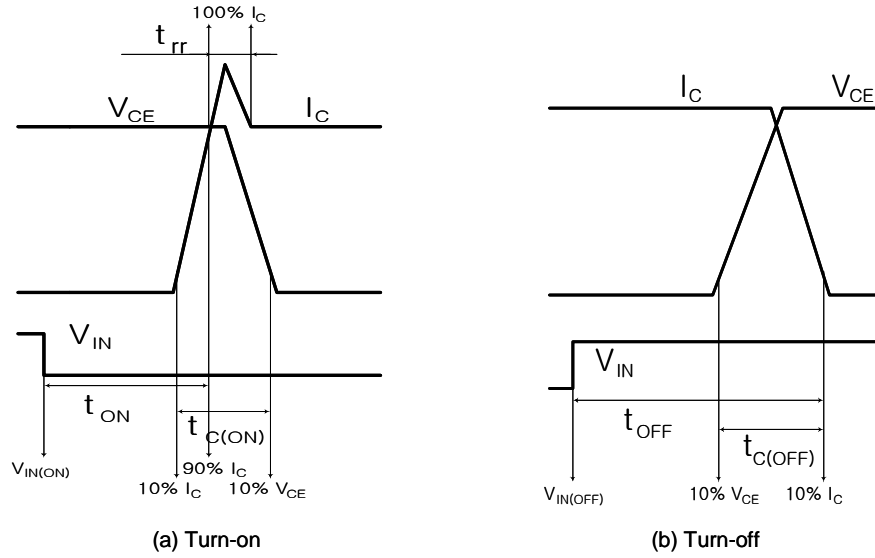 100% I_C
t_rr
V_CE
I_C
V_IN
t_ON
t_C(ON)
V_IN(ON)
90% I_C
10% I_C
10% V_CE
(a) Turn-on
I_C
V_CE
V_IN
t_OFF
t_C(OFF)
V_IN(OFF)
10% V_CE
10% I_C
(b) Turn-off